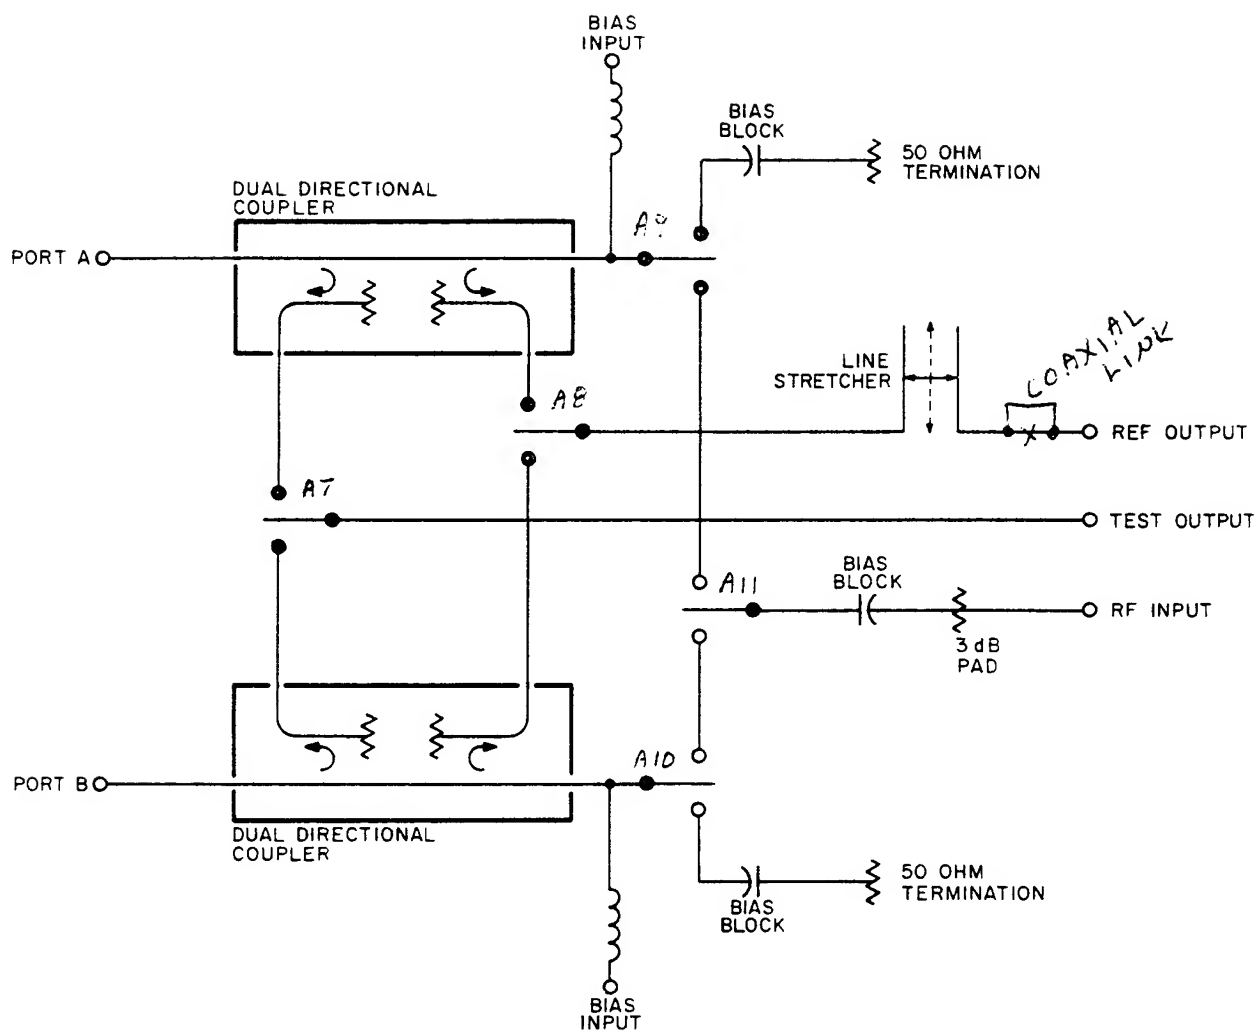 BIAS
INPUT
BIAS
BLOCK
50 OHM
TERMINATION
DUAL DIRECTIONAL
COUPLER
A9
PORT A
LINE
STRETCHER
COAXIAL
LINK
A8
REF OUTPUT
A7
TEST OUTPUT
BIAS
BLOCK
A11
RF INPUT
3 dB
PAD
A10
PORT B
DUAL DIRECTIONAL
COUPLER
50 OHM
TERMINATION
BIAS
BLOCK
BIAS
INPUT